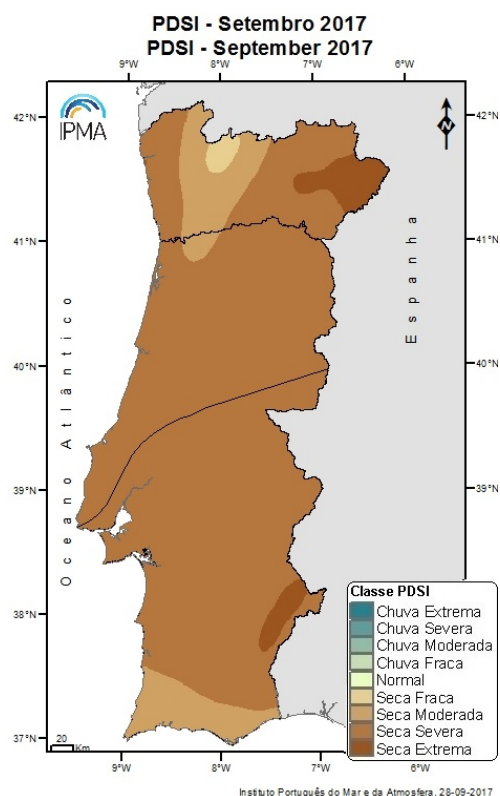 PDSI - Setembro 2017
PDSI - September 2017
9°W 8°W 7°W 6°W
IPMA
N
42°N 42°N
41°N 41°N
40°N 40°N
39°N 39°N
38°N 38°N
37°N 37°N
Oceano Atlântico
Espanha
Classe PDSI
Chuva Extrema
Chuva Severa
Chuva Moderada
Chuva Fraca
Normal
Seca Fraca
Seca Moderada
Seca Severa
Seca Extrema
20
Km
9°W 8°W 7°W 6°W
Instituto Português do Mar e da Atmosfera, 28-09-2017